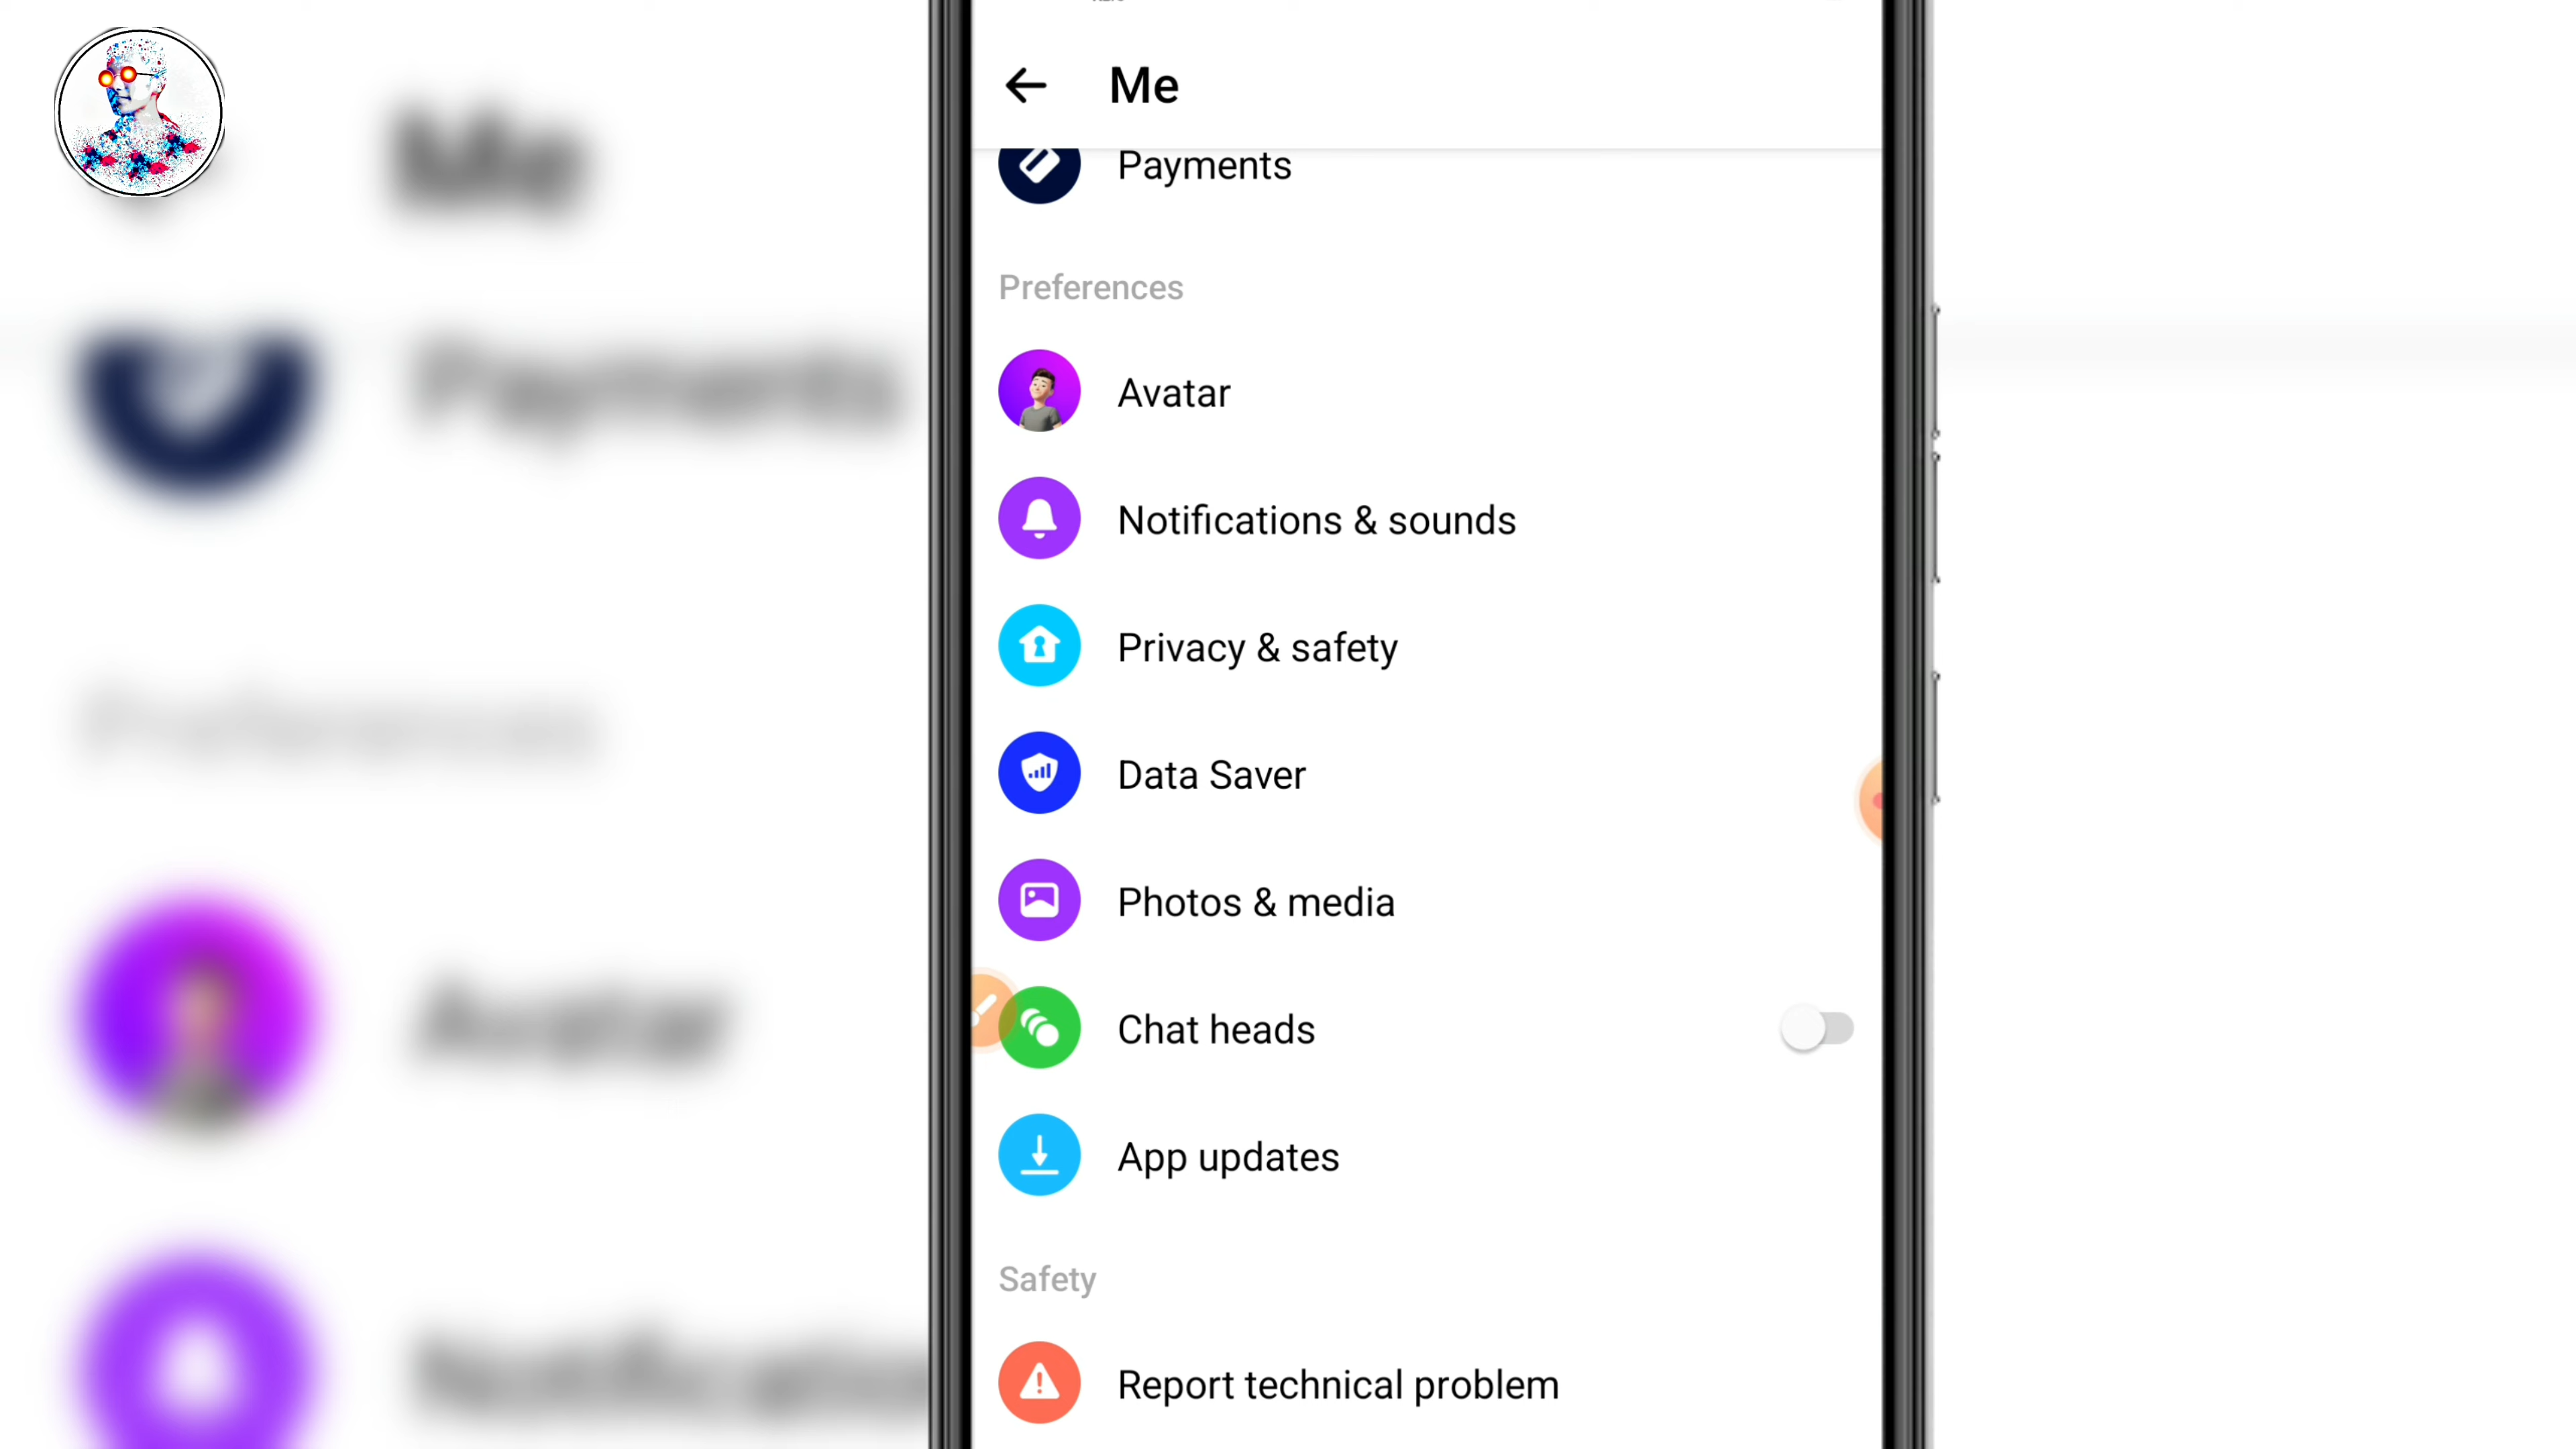 Me
Payments
Preferences
Avatar
Notifications & sounds
Privacy & safety
Data Saver
Photos & media
Chat heads
App updates
Safety
Report technical problem